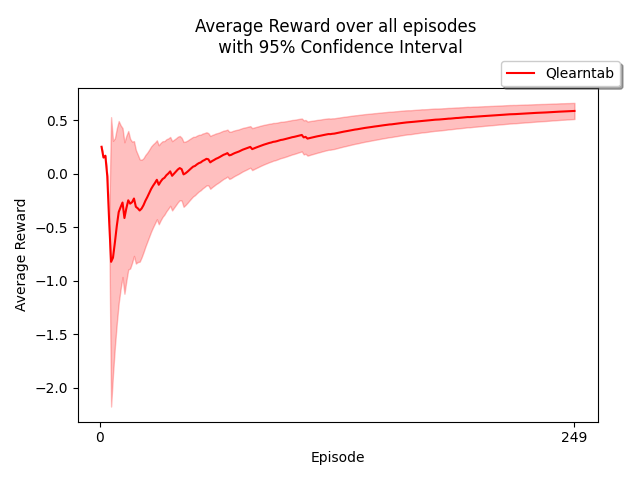 Average Reward over all episodes
with 95% Confidence Interval
Qlearntab
0.5
0.0
−0.5
−1.0
−1.5
−2.0
Average Reward
0
249
Episode